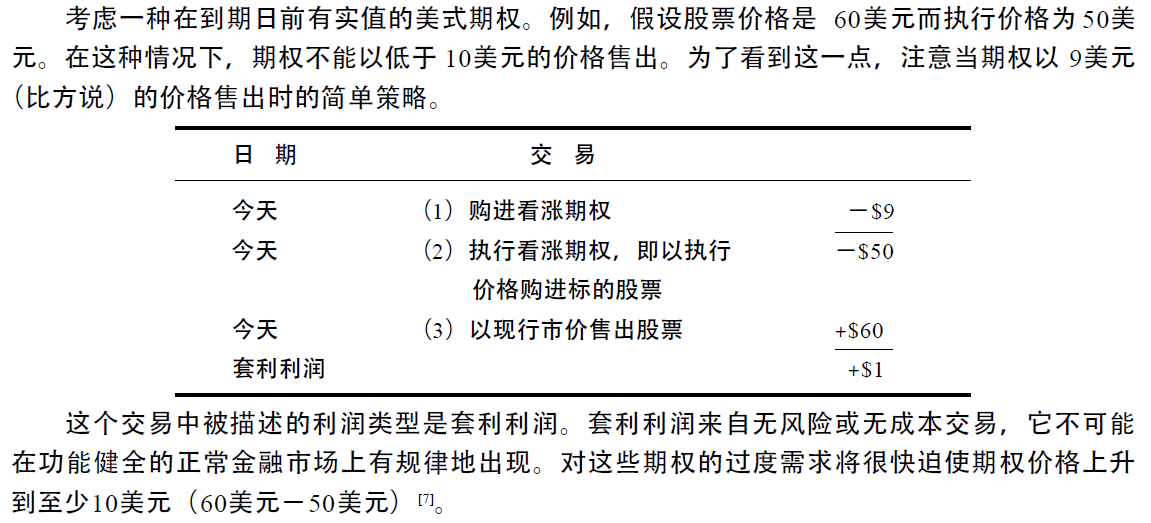 考虑一种在到期日前有实值的美式期权。例如，假设股票价格是 60美元而执行价格为50美
元。在这种情况下，期权不能以低于10美元的价格售出。为了看到这一点，注意当期权以 9美元
（比方说）的价格售出时的简单策略。
日 期 交 易
今天 （1）购进看涨期权 －$9
今天 （2）执行看涨期权，即以执行 －$50
价格购进标的股票
今天 （3）以现行市价售出股票 +$60
套利利润 +$1
这个交易中被描述的利润类型是套利利润。套利利润来自无风险或无成本交易，它不可能
在功能健全的正常金融市场上有规律地出现。对这些期权的过度需求将很快迫使期权价格上升
到至少10美元（60美元－50美元）[7]。